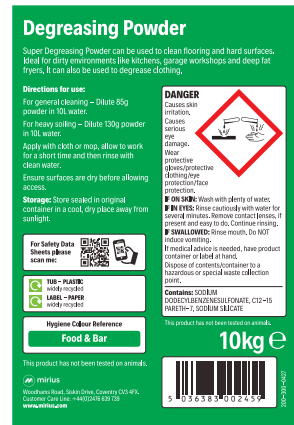 Degreasing Powder
Super Degreasing Powder can be used to clean flooring and hard surfaces.
Ideal for dirty environments like kitchens, garage workshops and deep fat
fryers, It can also be used to degrease clothing.
Directions for use:
For general cleaning – Dilute 85g
powder in 10L water.
For heavy soiling – Dilute 130g powder
in 10L water.
Apply with cloth or mop, allow to work
for a short time and then rinse with
clean water.
Ensure surfaces are dry before allowing
access.
Storage: Store sealed in original
container in a cool, dry place away from
sunlight.
For Safety Data
Sheets please
scan me:
TUB – PLASTIC
widely recycled
LABEL – PAPER
widely recycled
Hygiene Colour Reference
Food & Bar
This product has not been tested on animals.
mirius
Woodhams Road, Siskin Drive, Coventry CV3 4FX.
Customer Care Line: +44(0)2476 639 739
www.mirius.com
DANGER
Causes skin
irritation.
Causes
serious
eye
damage.
Wear
protective
gloves/protective
clothing/eye
protection/face
protection.
IF ON SKIN: Wash with plenty of water.
IF IN EYES: Rinse cautiously with water for
several minutes. Remove contact lenses, if
present and easy to do. Continue rinsing.
IF SWALLOWED: Rinse mouth. Do NOT
induce vomiting.
If medical advice is needed, have product
container or label at hand.
Dispose of contents/container to a
hazardous or special waste collection
point.
Contains: SODIUM
DODECYLBENZENESULFONATE, C12-15
PARETH-7, SODIUM SILICATE
This product has not been tested on animals.
10kg e
5 036383 002459